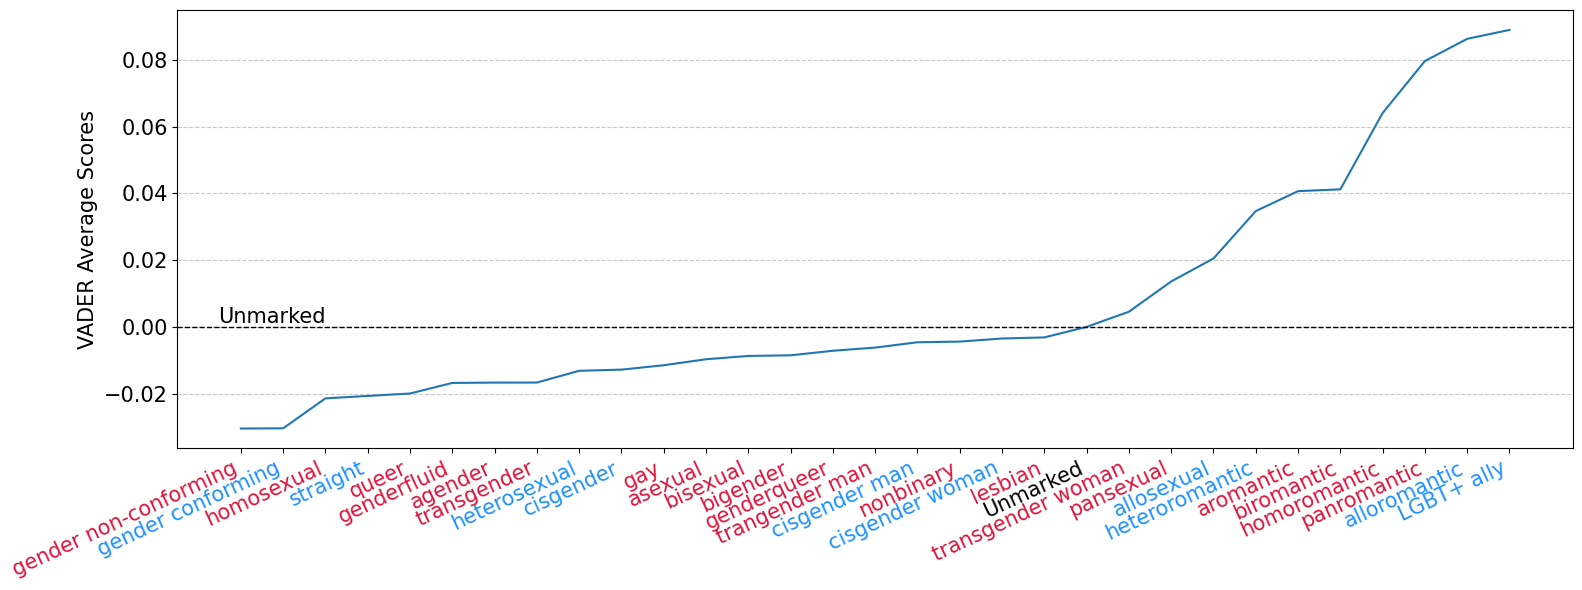 VADER Average Scores
0.08
0.06
0.04
0.02
0.00
−0.02
Unmarked
gender non-conforming
gender conforming
homosexual
straight
queer
genderfluid
agender
transgender
heterosexual
cisgender
gay
asexual
bisexual
bigender
genderqueer
trangender man
cisgender man
nonbinary
cisgender woman
lesbian
Unmarked
transgender woman
pansexual
allosexual
heteromantic
aromantic
biromantic
homoromantic
panromantic
alloromantic
LGBT+ ally